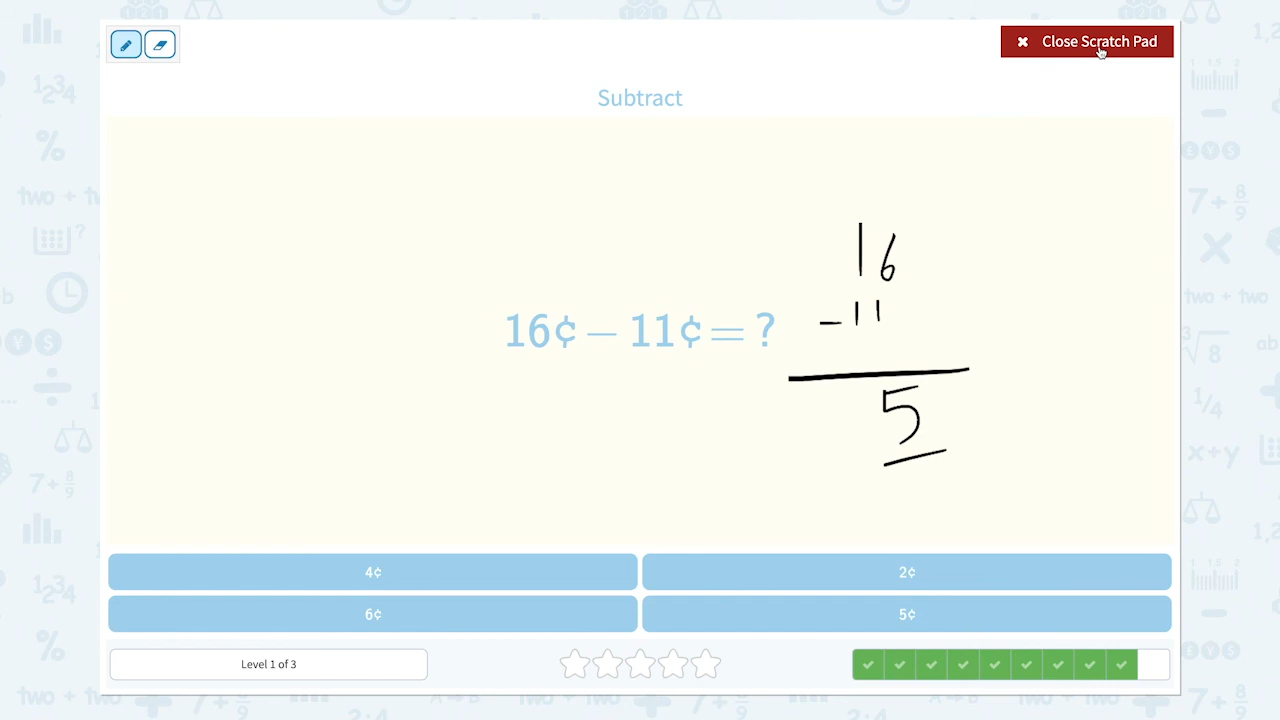 Close Scratch Pad
Subtract
16¢ – 11¢ = ?
16
– 11
5
4¢
2¢
6¢
5¢
Level 1 of 3